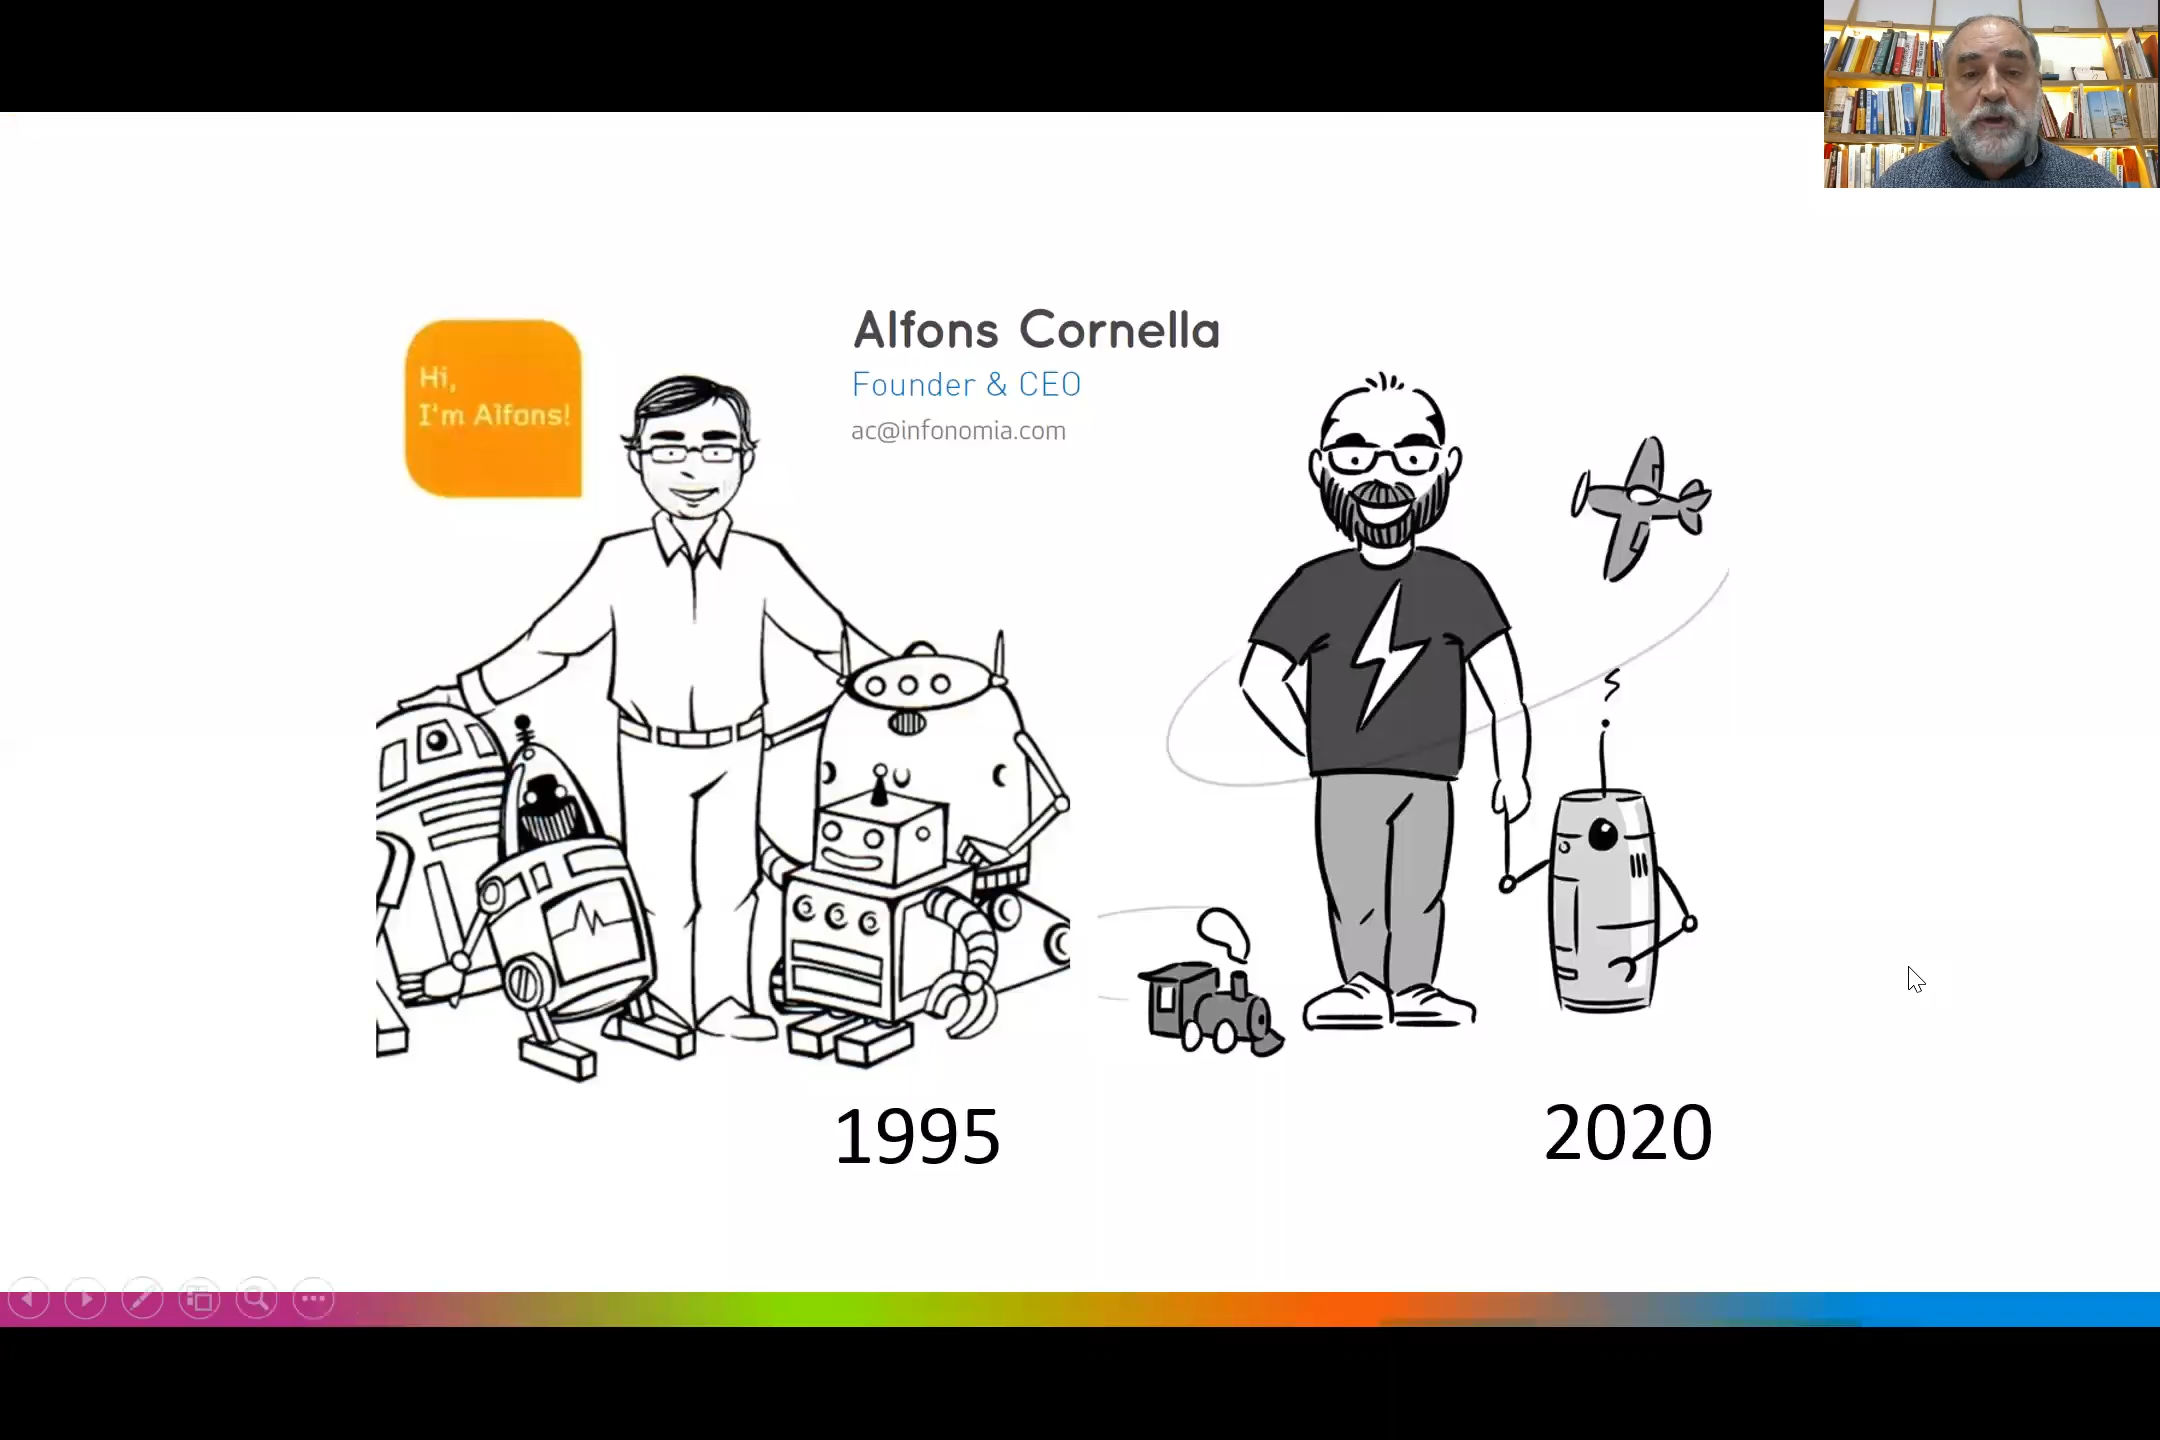 Hi,
I'm Alfons!
Alfons Cornella
Founder & CEO
ac@infonomia.com
1995
2020